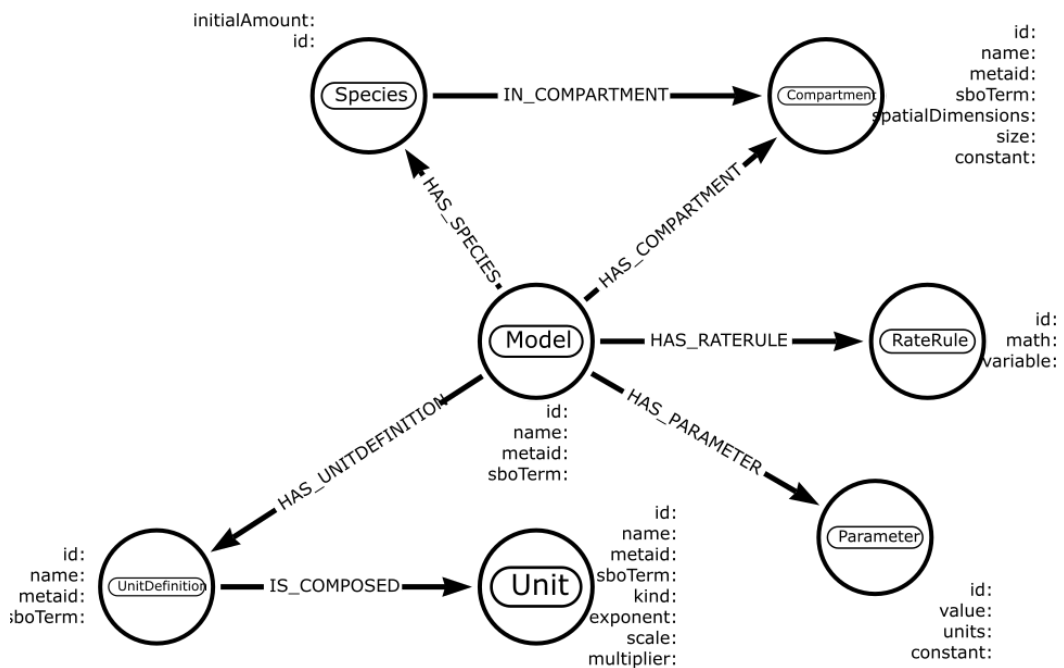 initialAmount:
id:
Species
IN_COMPARTMENT
Compartment
id:
name:
metaid:
sboTerm:
spatialDimensions:
size:
constant:
HAS_SPECIES
HAS_COMPARTMENT
Model
id:
name:
metaid:
sboTerm:
HAS_RATERULE
RateRule
id:
math:
variable:
HAS_PARAMETER
Parameter
id:
value:
units:
constant:
HAS_UNITDEFINITION
id:
name:
metaid:
sboTerm:
UnitDefinition
IS_COMPOSED
Unit
id:
name:
metaid:
sboTerm:
kind:
exponent:
scale:
multiplier: